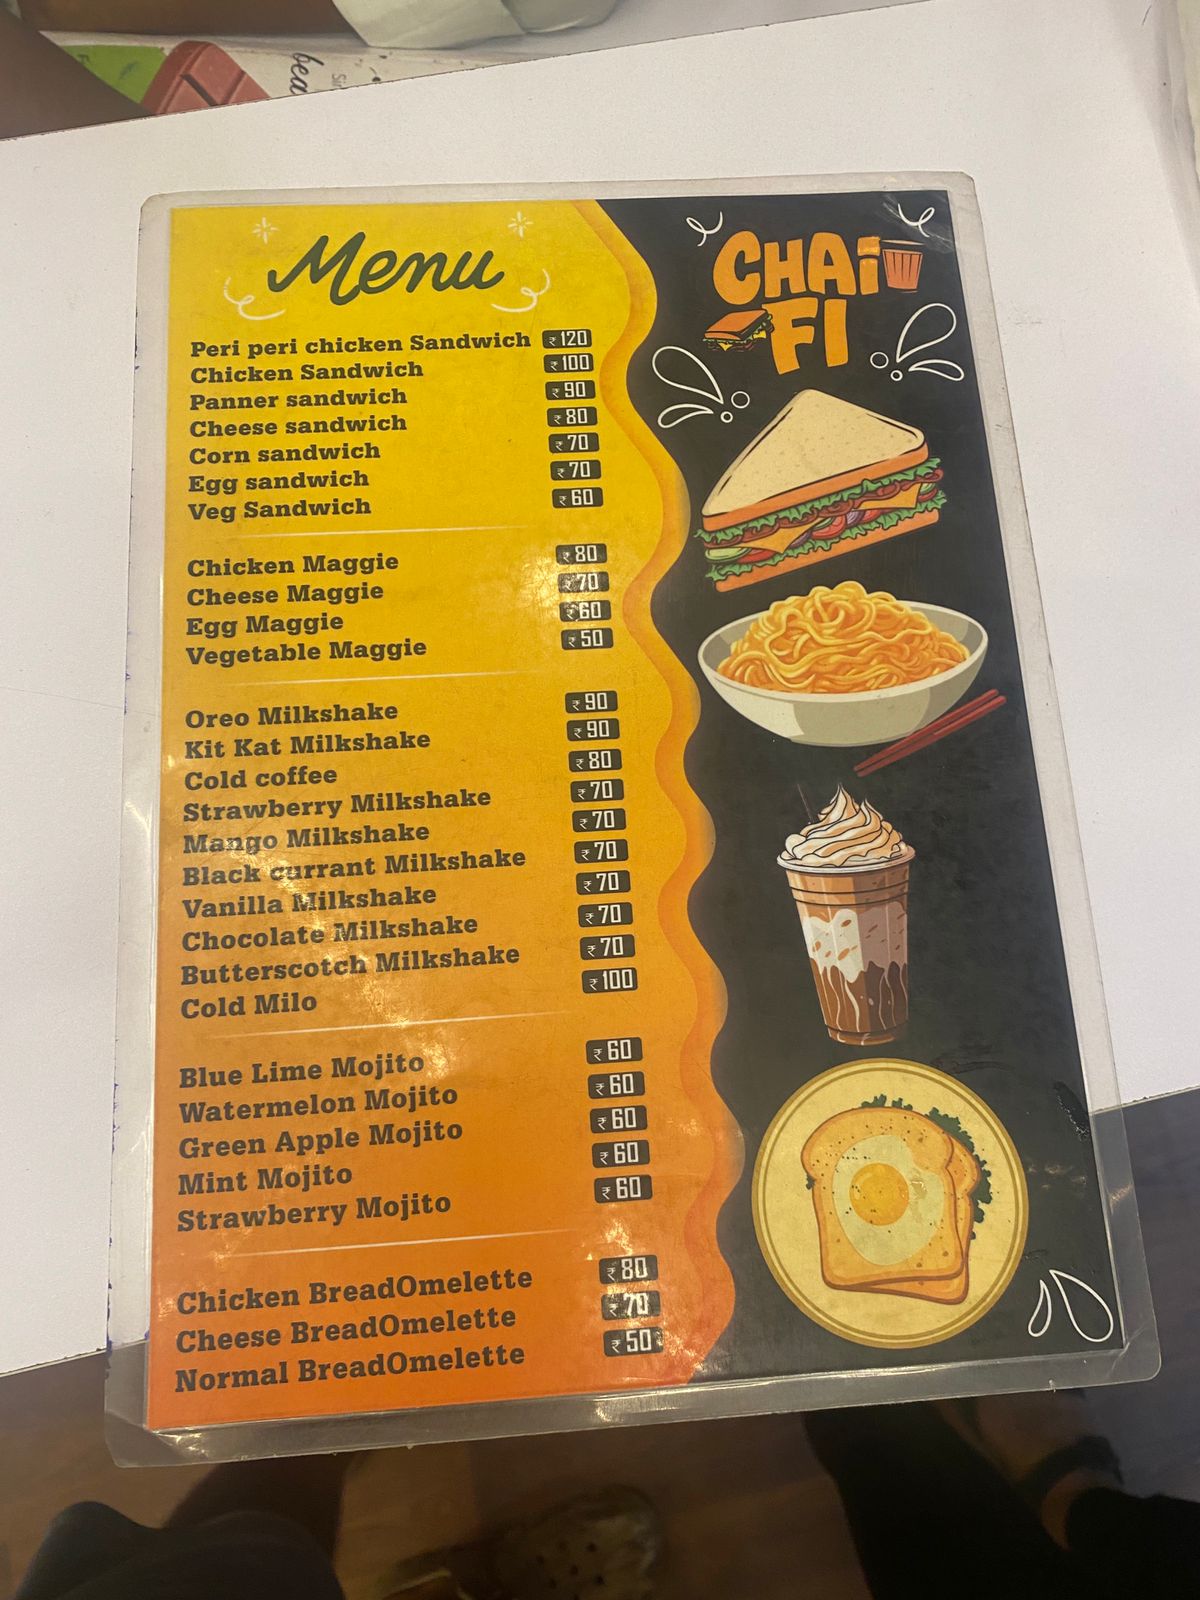 bea
Menu
CHAI
FI
Peri peri chicken Sandwich ₹120
Chicken Sandwich ₹100
Panner sandwich ₹90
Cheese sandwich ₹80
Corn sandwich ₹70
Egg sandwich ₹70
Veg Sandwich ₹60
Chicken Maggie ₹80
Cheese Maggie ₹70
Egg Maggie ₹60
Vegetable Maggie ₹50
Oreo Milkshake ₹90
Kit Kat Milkshake ₹90
Cold coffee ₹80
Strawberry Milkshake ₹70
Mango Milkshake ₹70
Black currant Milkshake ₹70
Vanilla Milkshake ₹70
Chocolate Milkshake ₹70
Butterscotch Milkshake ₹70
Cold Milo ₹100
Blue Lime Mojito ₹60
Watermelon Mojito ₹60
Green Apple Mojito ₹60
Mint Mojito ₹60
Strawberry Mojito ₹60
Chicken BreadOmelette ₹80
Cheese BreadOmelette ₹70
Normal BreadOmelette ₹50